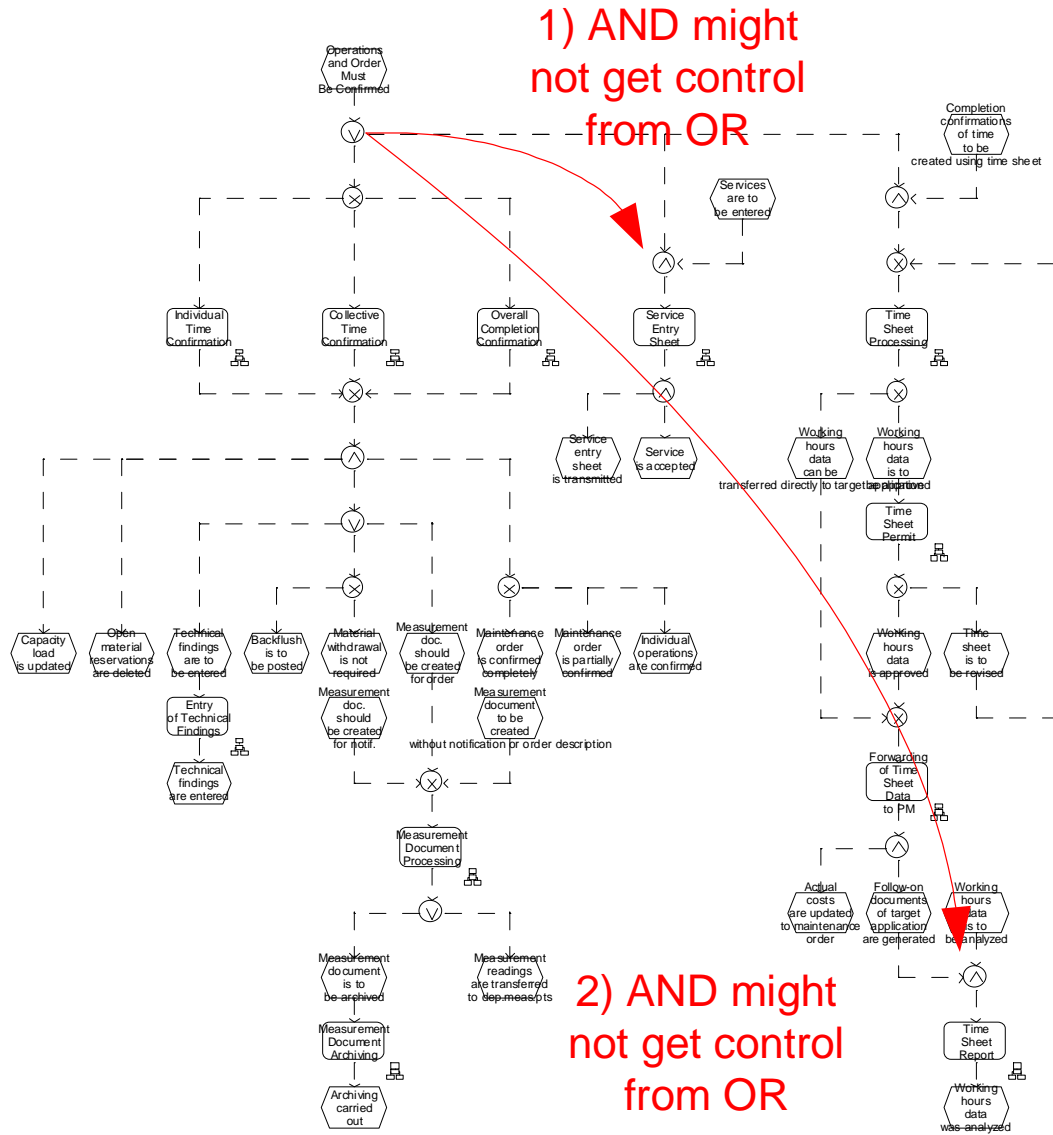 1) AND might
not get control
from OR
Operations
and Order
Must
Be Confirmed
Completion
confirmations
of time
to be
created using time sheet
Services
are to
be entered
Individual
Time
Confirmation
Collective
Time
Confirmation
Overall
Completion
Confirmation
Service
Entry
Sheet
Time
Sheet
Processing
Service
entry
sheet
is transmitted
Service
is accepted
Working
hours
data
can be
transferred directly to target application
Working
hours
data
is to
be approved
Time
Sheet
Permit
Capacity
load
is updated
Open
material
reservations
are deleted
Technical
findings
are to
be entered
Backflush
is to
be posted
Material
withdrawal
is not
required
Measurement
doc.
should
be created
for order
Maintenance
order
is confirmed
completely
Maintenance
order
is partially
confirmed
Individual
operations
are confirmed
Working
hours
data
is approved
Time
sheet
is to
be revised
Entry
of Technical
Findings
Measurement
doc.
should
be created
for notif.
Measurement
document
to be
created
without notification or order description
Technical
findings
are entered
Forwarding
of Time
Sheet
Data
to PM
Measurement
Document
Processing
Actual
costs
are updated
to maintenance
order
Follow-on
documents
of target
application
are generated
Working
hours
data
is to
be analyzed
Measurement
document
is to
be archived
Measurement
readings
are transferred
to dep.meas/pts
2) AND might
not get control
from OR
Measurement
Document
Archiving
Time
Sheet
Report
Archiving
carried
out
Working
hours
data
was analyzed